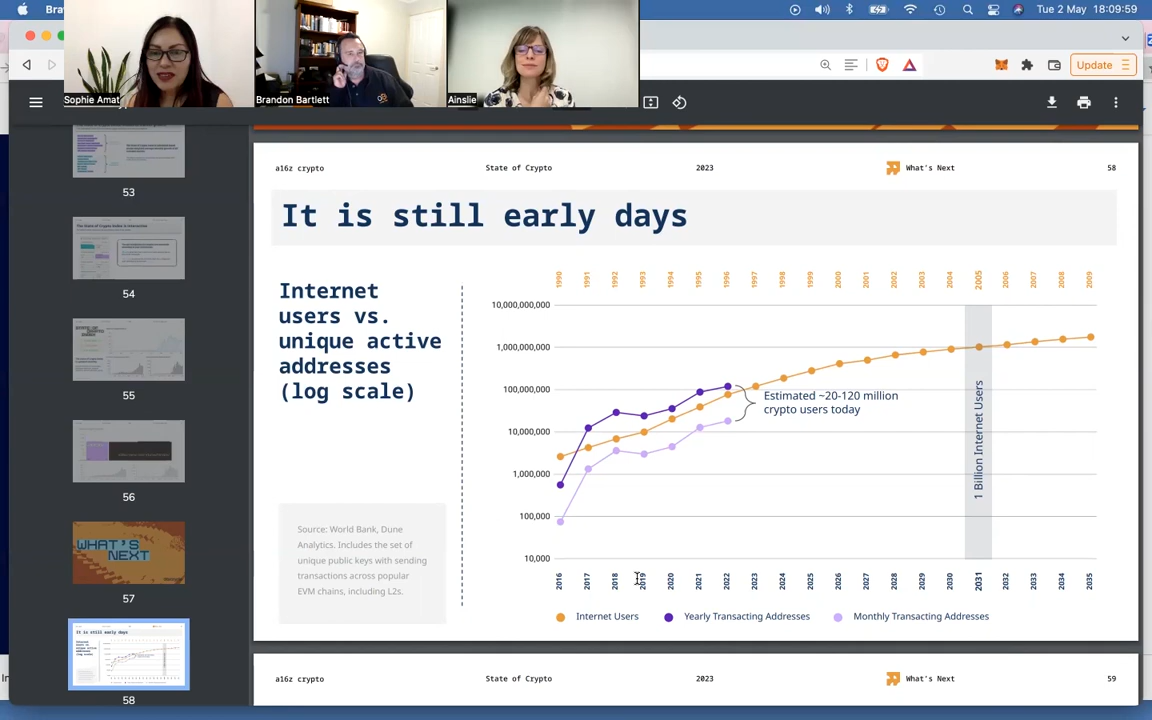 Brav
Tue 2 May 18:09:59
Sophie Amat
Brandon Bartlett
Ainslie
Update
53
54
55
56
WHAT'S
NEXT
57
It is still early days
58
a16z crypto
State of Crypto
2023
What's Next
58
It is still early days
Internet
users vs.
unique active
addresses
(log scale)
Source: World Bank, Dune
Analytics. Includes the set of
unique public keys with sending
transactions across popular
EVM chains, including L2s.
1990 1991 1992 1993 1994 1995 1996 1997 1998 1999 2000 2001 2002 2003 2004 2005 2006 2007 2008 2009
10,000,000,000
1,000,000,000
100,000,000
10,000,000
1,000,000
100,000
10,000
Estimated ~20-120 million
crypto users today
1 Billion Internet Users
2016 2017 2018 2019 2020 2021 2022 2023 2024 2025 2026 2027 2028 2029 2030 2031 2032 2033 2034 2035
Internet Users
Yearly Transacting Addresses
Monthly Transacting Addresses
a16z crypto
State of Crypto
2023
What's Next
59